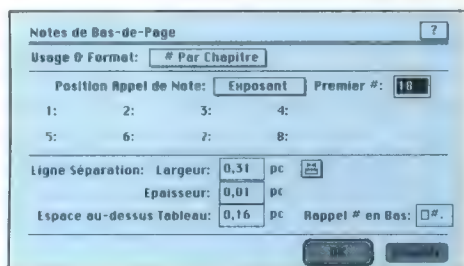 Notes de Bas-de-Page ?
Usage & Format: # Par Chapitre
Position Appel de Note: Exposant Premier #: 18
1: 2: 3: 4:
5: 6: 7: 8:
Ligne Séparation: Largeur: 0,31 pc
Epaisseur: 0,01 pc
Espace au-dessus Tableau: 0,16 pc Rappel # en Bas: □#.
OK